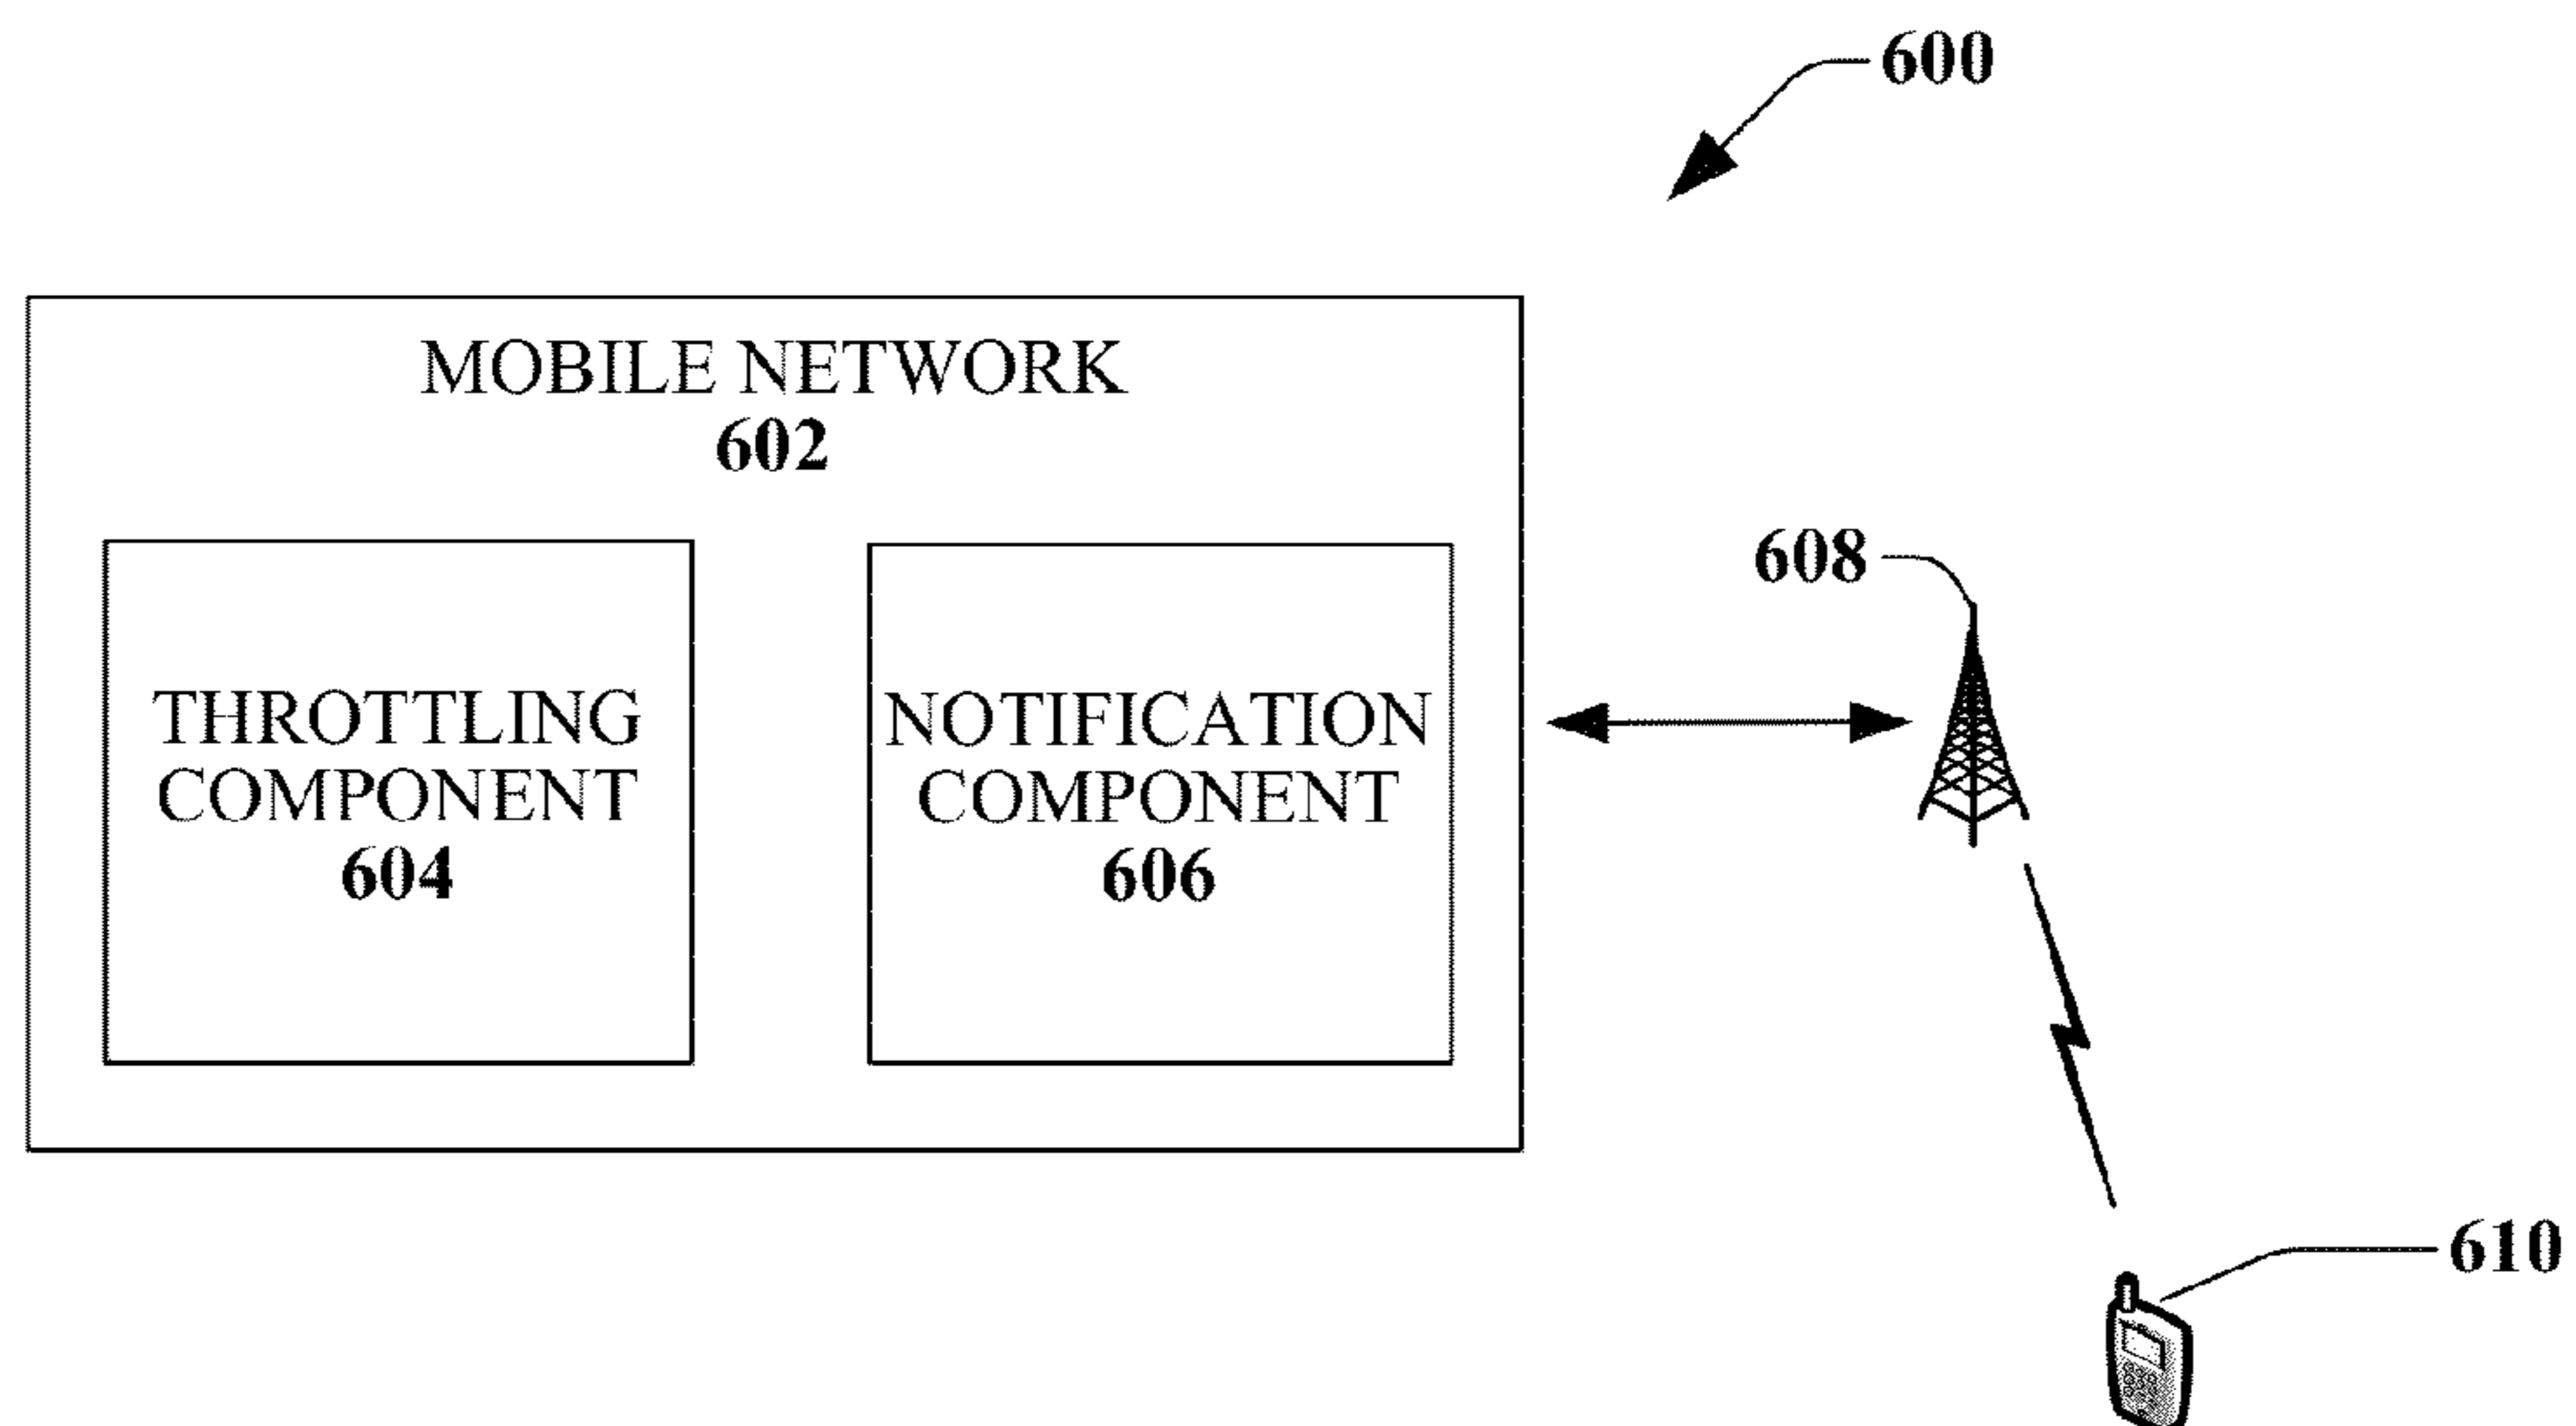 600
MOBILE NETWORK
602
608
THROTTLING
COMPONENT
604
NOTIFICATION
COMPONENT
606
610